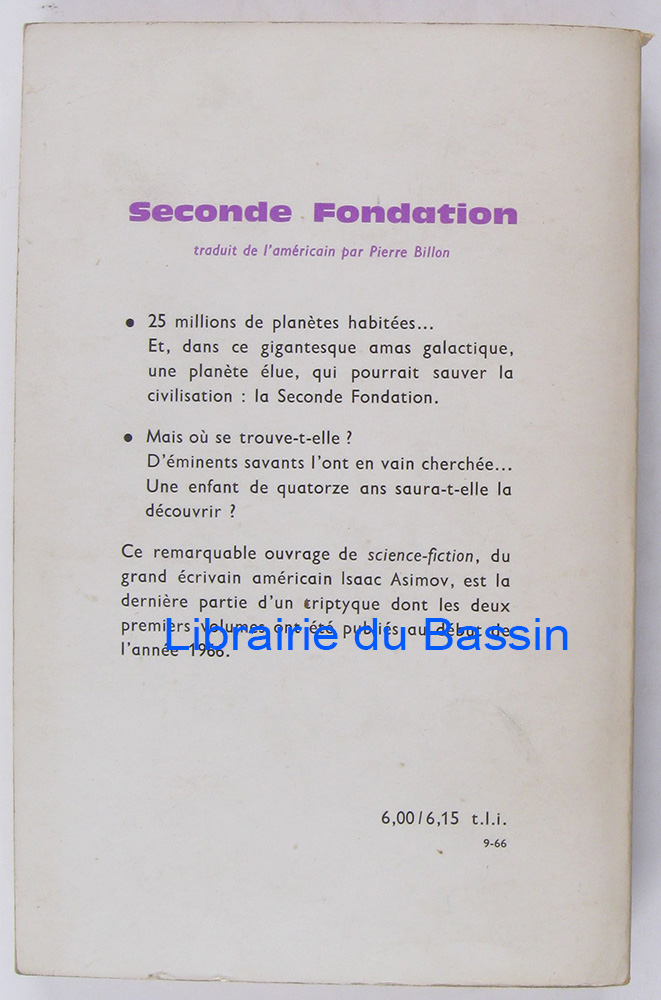 Seconde Fondation
traduit de l'américain par Pierre Billon
• 25 millions de planètes habitées...
Et, dans ce gigantesque amas galactique,
une planète élue, qui pourrait sauver la
civilisation : la Seconde Fondation.
• Mais où se trouve-t-elle ?
D'éminents savants l'ont en vain cherchée...
Une enfant de quatorze ans saura-t-elle la
découvrir ?
Ce remarquable ouvrage de science-fiction, du
grand écrivain américain Isaac Asimov, est la
dernière partie d'un triptyque dont les deux
premiers volumes ont été publiés au début de
Librairie du Bassin
l'année 1966.
6,00/6,15 t.l.i.
9-66